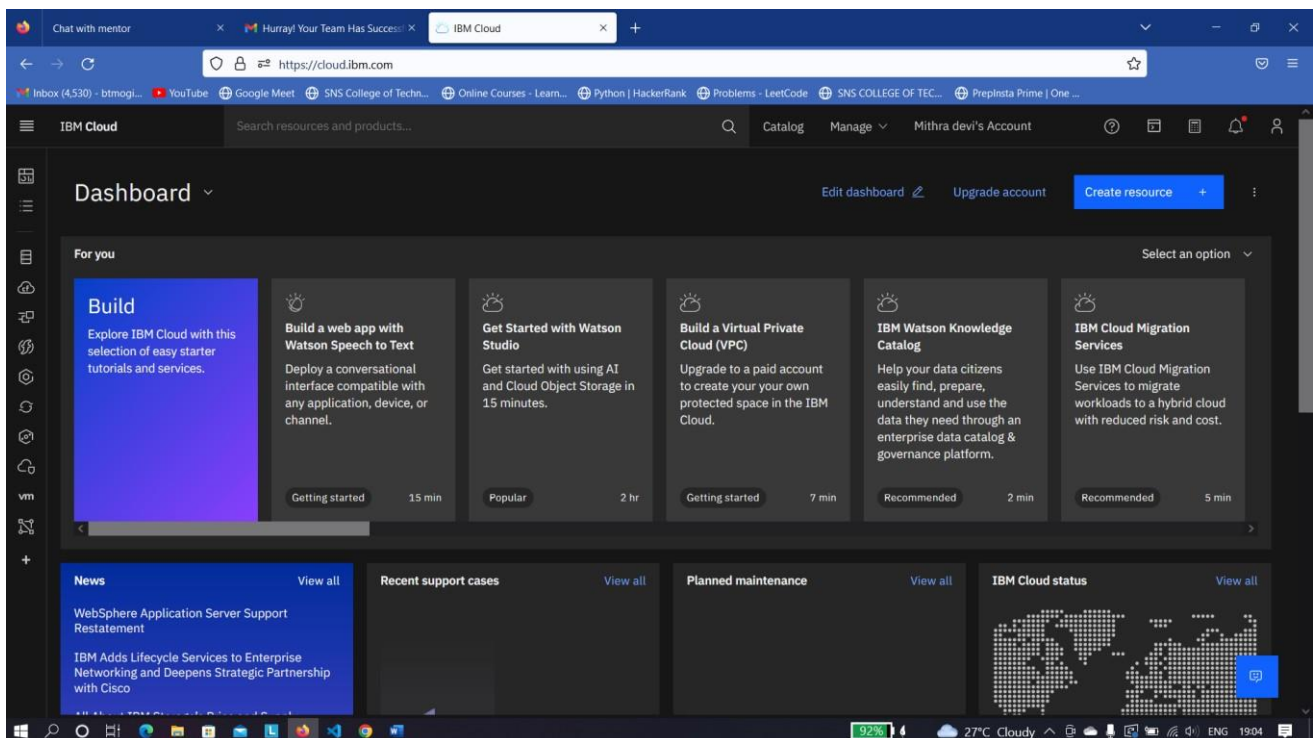 Chat with mentor
Hurray! Your Team Has Success
IBM Cloud
https://cloud.ibm.com
Inbox (4,530) - btmogi...
YouTube
Google Meet
SNS College of Techn...
Online Courses - Learn...
Python | HackerRank
Problems - LeetCode
SNS COLLEGE OF TEC...
PrepInsta Prime | One ...
IBM Cloud
Search resources and products...
Catalog
Manage
Mithra devi's Account
Dashboard
Edit dashboard
Upgrade account
Create resource +
For you
Select an option
Build
Explore IBM Cloud with this
selection of easy starter
tutorials and services.
Build a web app with
Watson Speech to Text
Deploy a conversational
interface compatible with
any application, device, or
channel.
Getting started
15 min
Get Started with Watson
Studio
Get started with using AI
and Cloud Object Storage in
15 minutes.
Popular
2 hr
Build a Virtual Private
Cloud (VPC)
Upgrade to a paid account
to create your your own
protected space in the IBM
Cloud.
Getting started
7 min
IBM Watson Knowledge
Catalog
Help your data citizens
easily find, prepare,
understand and use the
data they need through an
enterprise data catalog &
governance platform.
Recommended
2 min
IBM Cloud Migration
Services
Use IBM Cloud Migration
Services to migrate
workloads to a hybrid cloud
with reduced risk and cost.
Recommended
5 min
vm
News
View all
WebSphere Application Server Support
Restatement
IBM Adds Lifecycle Services to Enterprise
Networking and Deepens Strategic Partnership
with Cisco
Recent support cases
View all
Planned maintenance
View all
IBM Cloud status
View all
92%
27°C Cloudy
ENG
19:04